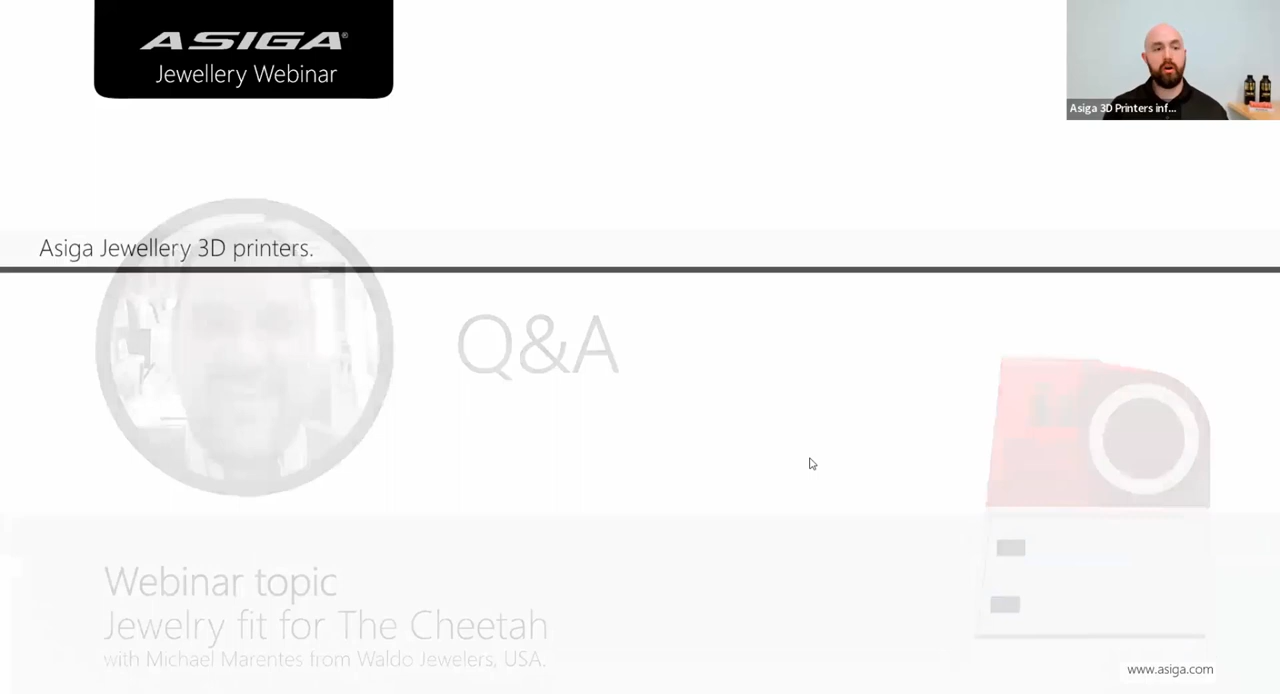 ASIGA®
Jewellery Webinar
Asiga 3D Printers inf...
Asiga Jewellery 3D printers.
Q&A
Webinar topic
Jewelry fit for The Cheetah
with Michael Marentes from Waldo Jewelers, USA.
www.asiga.com